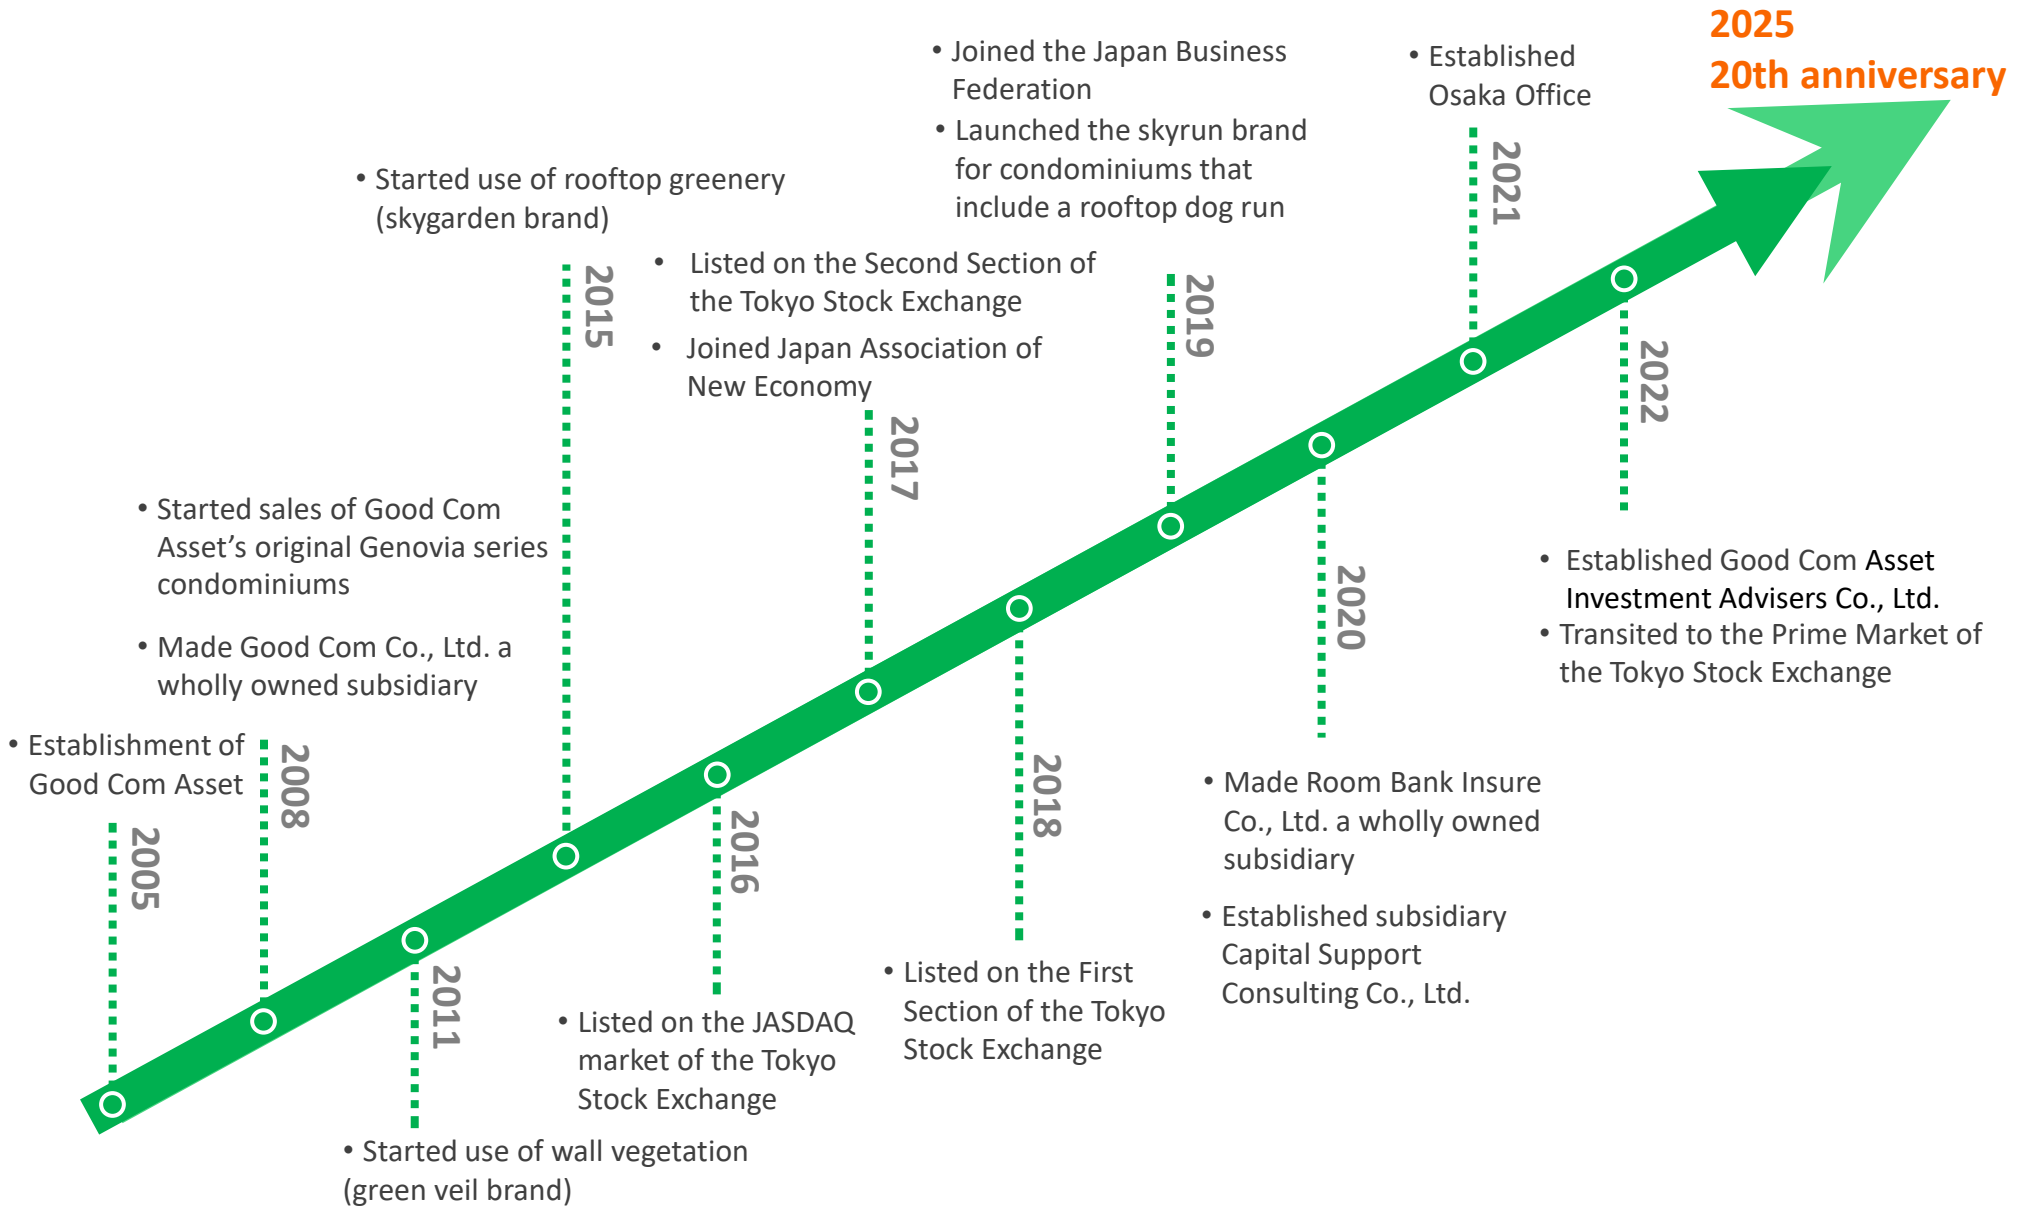 2025
20th anniversary
• Establishment of
Good Com Asset
2005
• Started sales of Good Com
Asset’s original Genovia series
condominiums
• Made Good Com Co., Ltd. a
wholly owned subsidiary
2008
2011
• Started use of wall vegetation
(green veil brand)
• Started use of rooftop greenery
(skygarden brand)
2015
2016
• Listed on the JASDAQ
market of the Tokyo
Stock Exchange
• Listed on the Second Section of
the Tokyo Stock Exchange
• Joined Japan Association of
New Economy
2017
2018
• Listed on the First
Section of the Tokyo
Stock Exchange
• Joined the Japan Business
Federation
• Launched the skyrun brand
for condominiums that
include a rooftop dog run
2019
2020
• Made Room Bank Insure
Co., Ltd. a wholly owned
subsidiary
• Established subsidiary
Capital Support
Consulting Co., Ltd.
• Established
Osaka Office
2021
2022
• Established Good Com Asset
Investment Advisers Co., Ltd.
• Transited to the Prime Market of
the Tokyo Stock Exchange